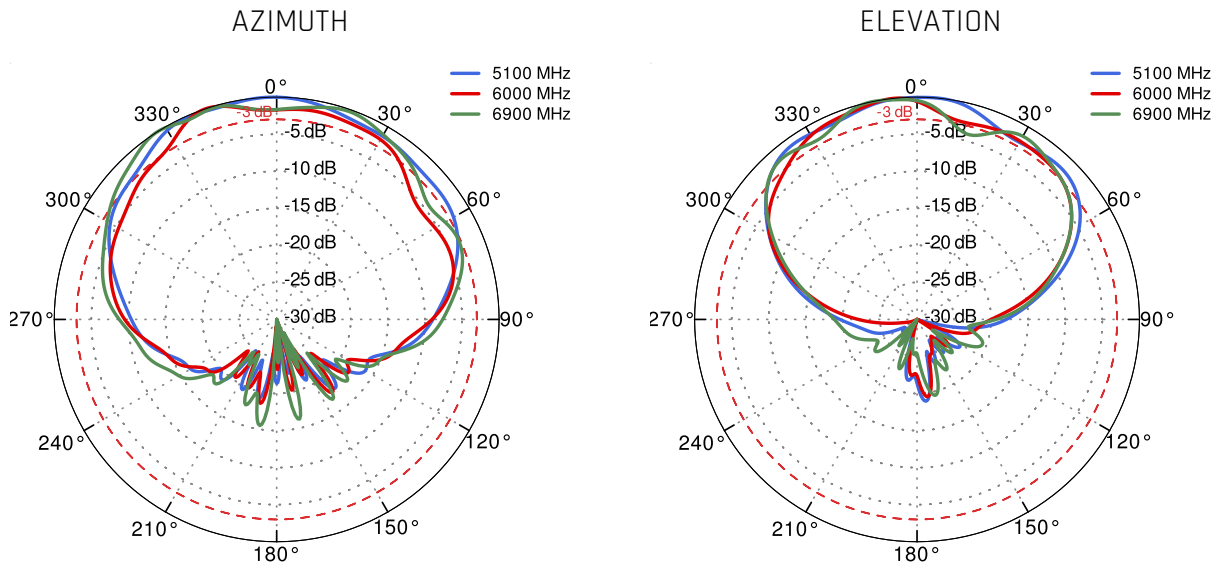 AZIMUTH
5100 MHz
6000 MHz
6900 MHz
0°
330°
30°
-3 dB
-5 dB
-10 dB
300°
60°
-15 dB
-20 dB
-25 dB
-30 dB
270°
90°
240°
120°
210°
150°
180°
ELEVATION
5100 MHz
6000 MHz
6900 MHz
0°
330°
30°
-3 dB
-5 dB
-10 dB
300°
60°
-15 dB
-20 dB
-25 dB
-30 dB
270°
90°
240°
120°
210°
150°
180°